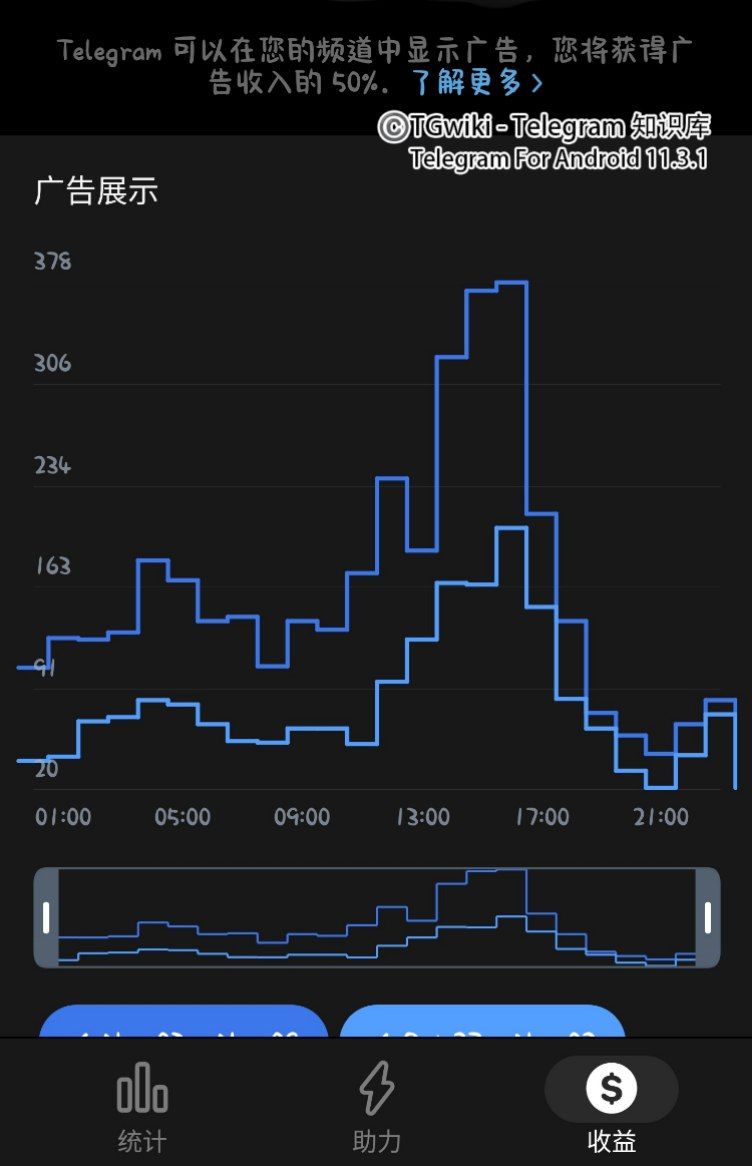 Telegram 可以在您的频道中显示广告，您将获得广
告收入的 50%. 了解更多 >
©TGwiki - Telegram 知识库
Telegram For Android 11.3.1
广告展示
378
306
234
163
91
20
01:00 05:00 09:00 13:00 17:00 21:00
统计 助力 收益